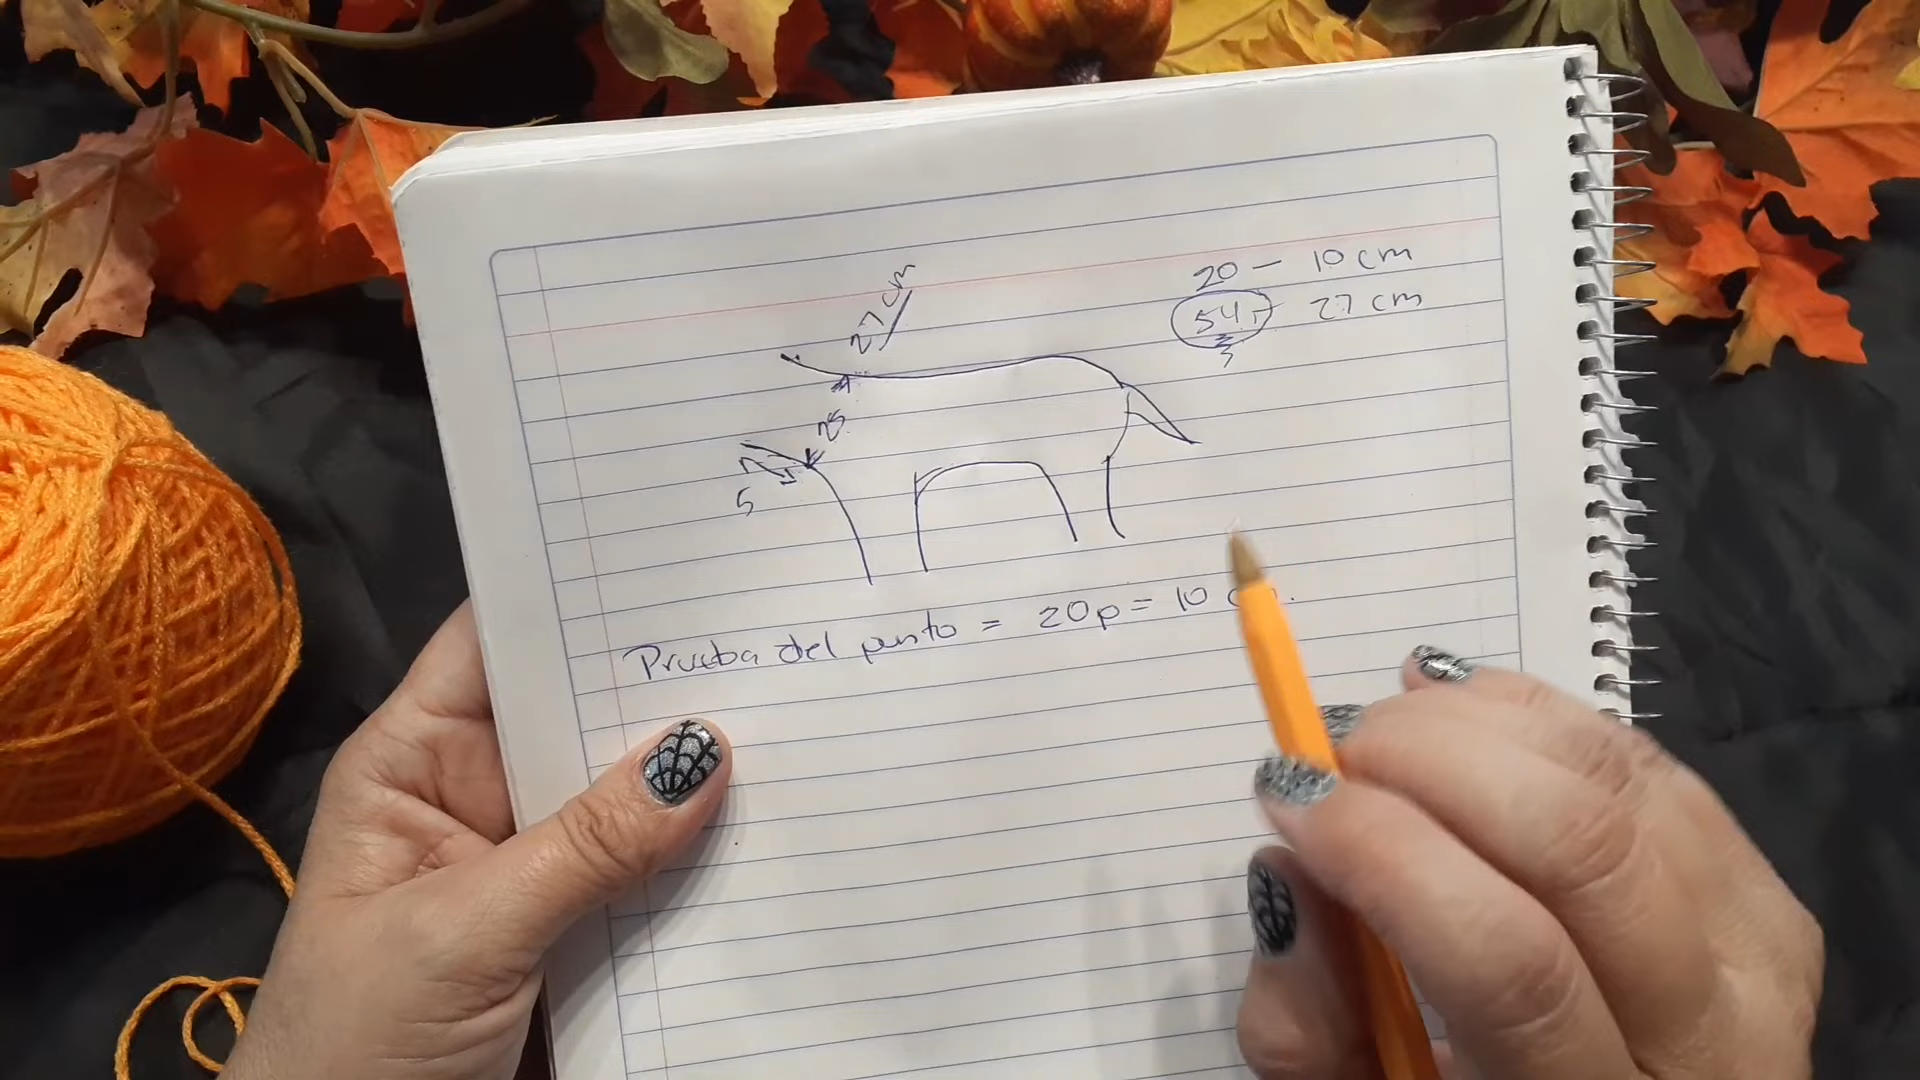 20 - 10 cm
27 cm
54 - 27 cm
5
Prueba del punto = 20p = 10